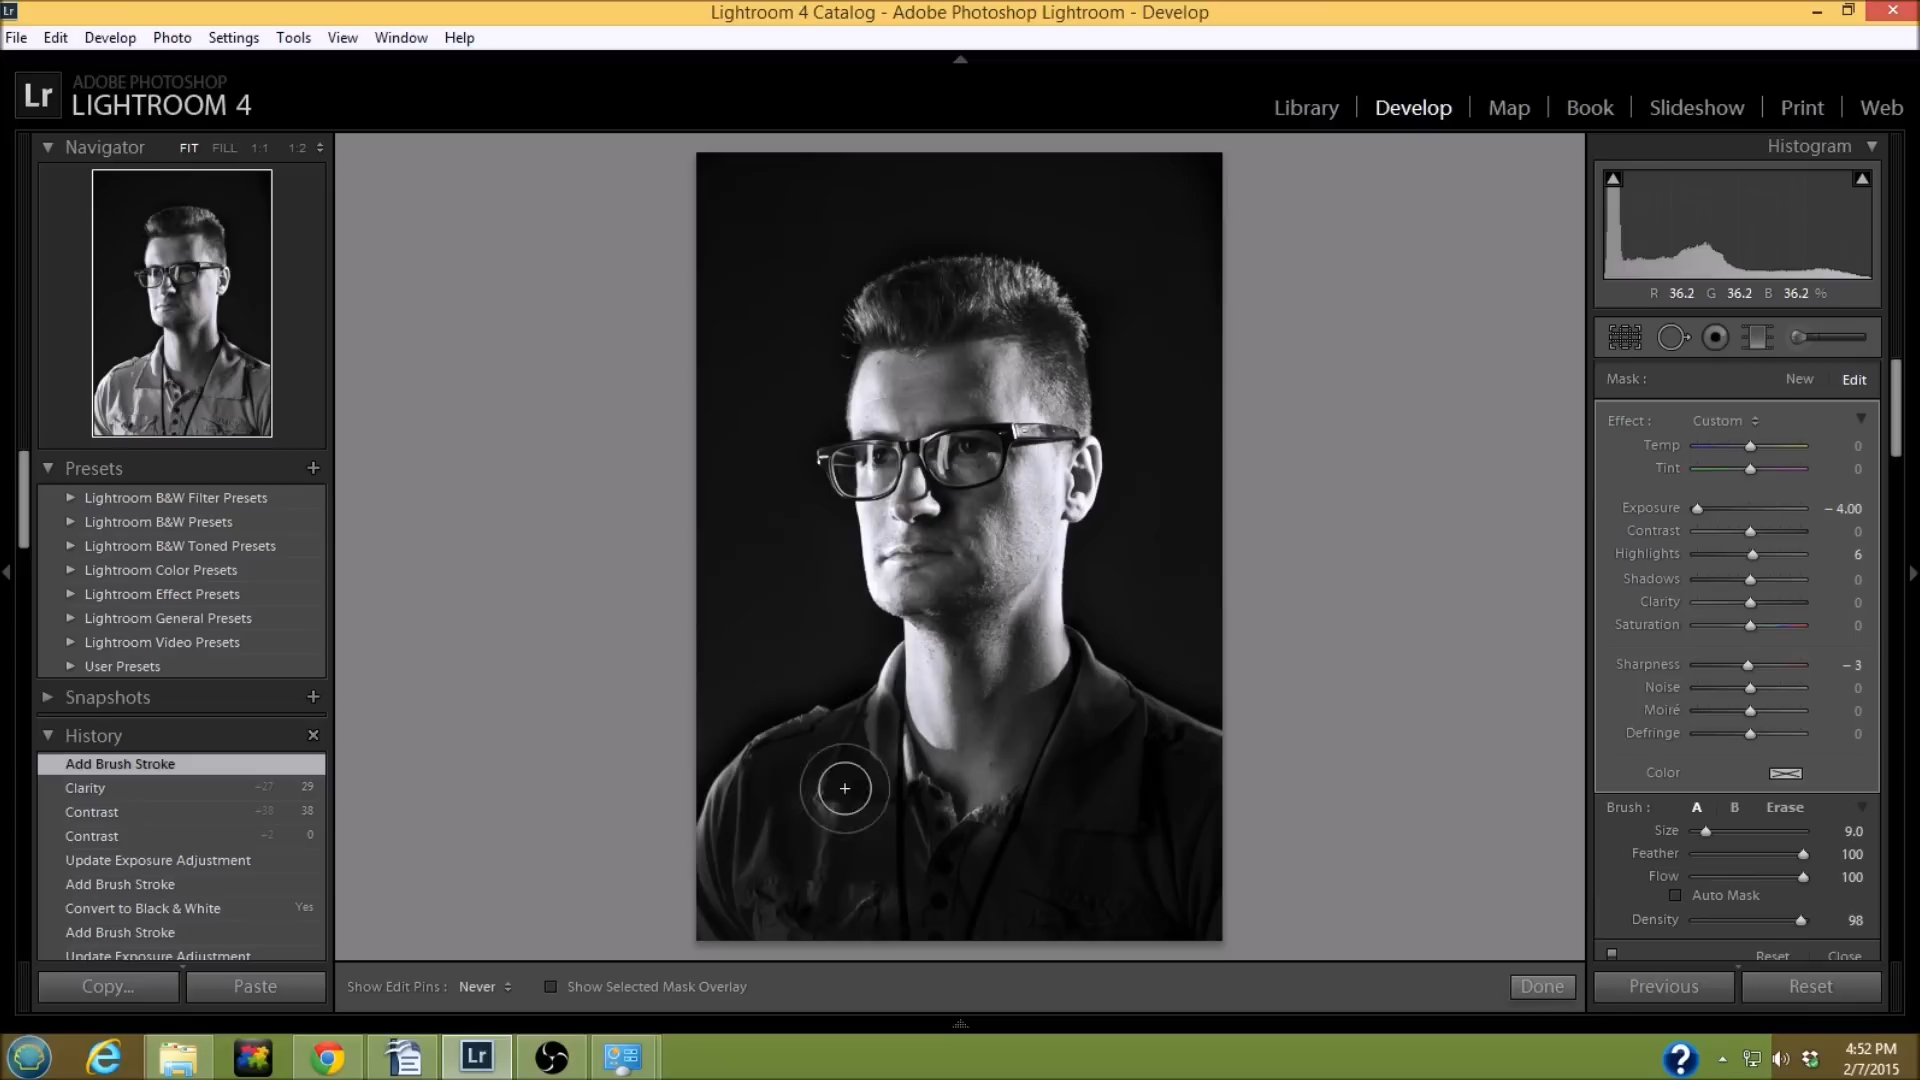 Lr
Lightroom 4 Catalog - Adobe Photoshop Lightroom - Develop
File Edit Develop Photo Settings Tools View Window Help
Lr
ADOBE PHOTOSHOP
LIGHTROOM 4
Library Develop Map Book Slideshow Print Web
Navigator FIT FILL 1:1 1:2
Presets +
Lightroom B&W Filter Presets
Lightroom B&W Presets
Lightroom B&W Toned Presets
Lightroom Color Presets
Lightroom Effect Presets
Lightroom General Presets
Lightroom Video Presets
User Presets
Snapshots +
History
Add Brush Stroke
Clarity +27 29
Contrast +38 38
Contrast +2 0
Update Exposure Adjustment
Add Brush Stroke
Convert to Black & White Yes
Add Brush Stroke
Update Exposure Adjustment
Copy... Paste
Show Edit Pins : Never Show Selected Mask Overlay Done
Histogram
R 36.2 G 36.2 B 36.2 %
Mask : New Edit
Effect : Custom
Temp 0
Tint 0
Exposure – 4.00
Contrast 0
Highlights 6
Shadows 0
Clarity 0
Saturation 0
Sharpness – 3
Noise 0
Moiré 0
Defringe 0
Color
Brush : A B Erase
Size 9.0
Feather 100
Flow 100
Auto Mask
Density 98
Reset Close
Previous Reset
Lr
?
4:52 PM
2/7/2015